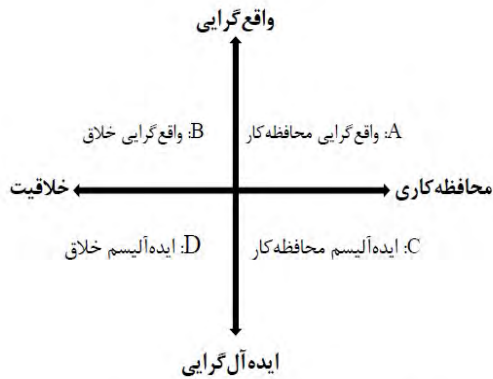 واقع‌گرایی
A: واقع‌گرایی محافظه‌کار
B: واقع‌گرایی خلاق
محافظه‌کاری
خلاقیت
C: ایده‌آلیسم محافظه‌کار
D: ایده‌آلیسم خلاق
ایده‌آل‌گرایی